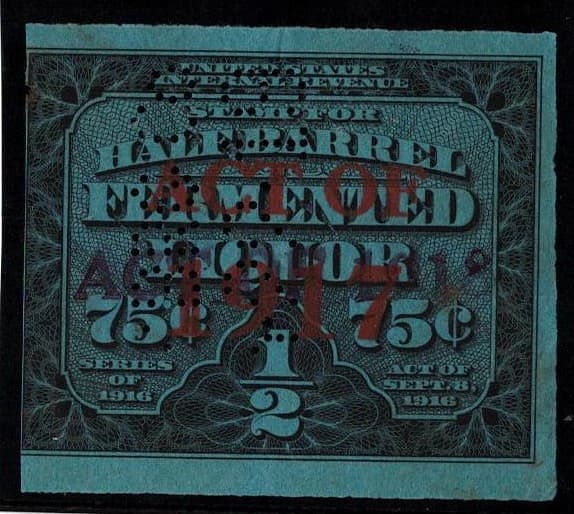 UNITED STATES
INTERNAL REVENUE
STAMP FOR
HALF BARREL
FERMENTED
LIQUOR
ACT OF
1917
75¢ 75¢
SERIES
OF
1916
1/2
ACT OF
SEPT. 8,
1916